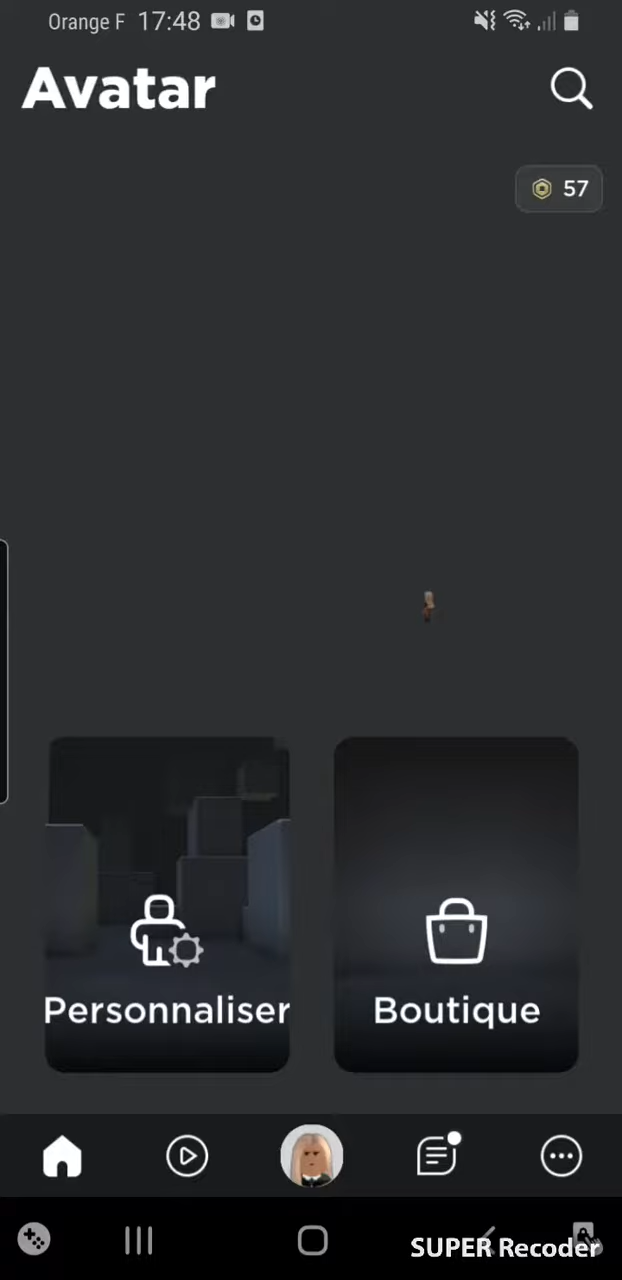 Orange F 17:48
Avatar
57
Personnaliser
Boutique
SUPER Recoder